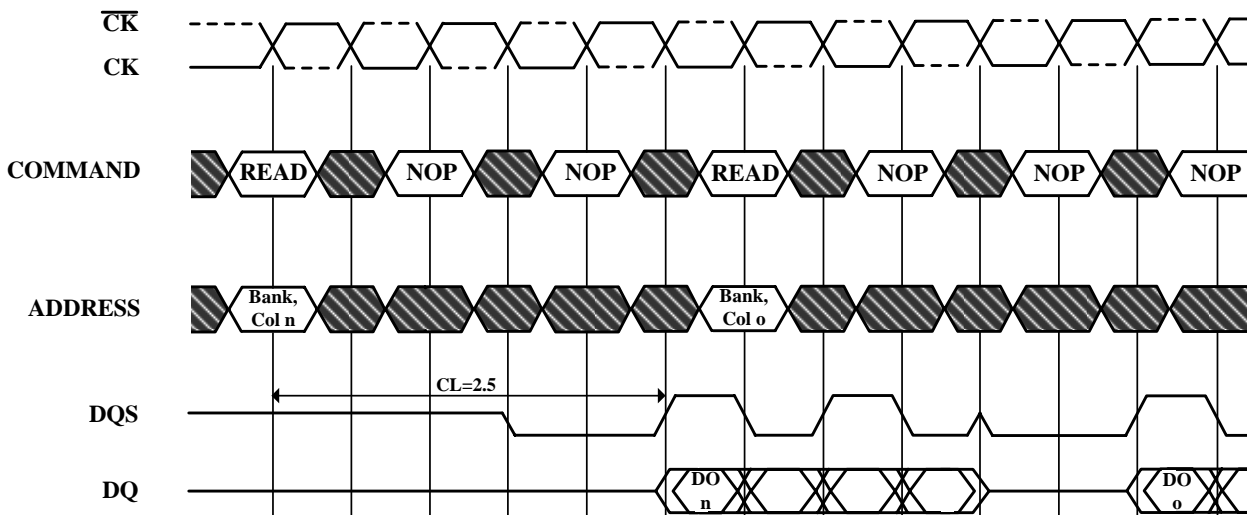 CK
CK
COMMAND
READ NOP NOP READ NOP NOP NOP
ADDRESS
Bank,
Col n
Bank,
Col o
CL=2.5
DQS
DQ
DO
n
DO
o